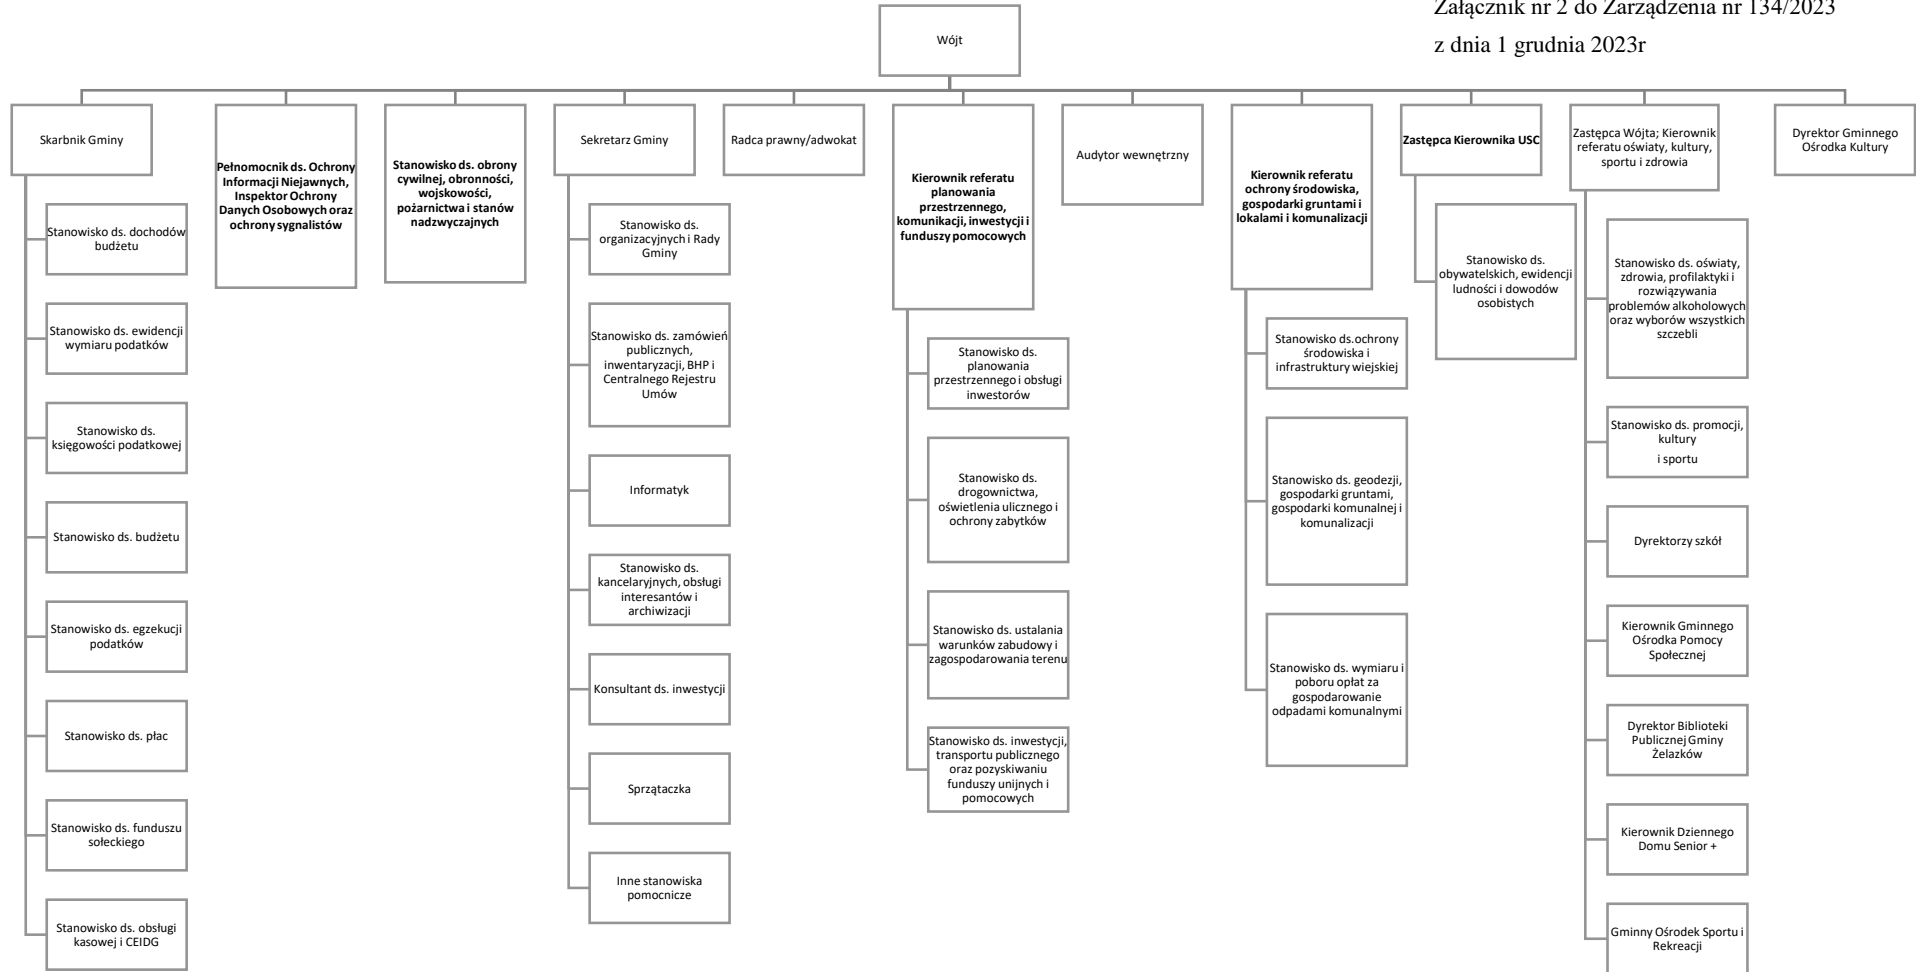 Załącznik nr 2 do Zarządzenia nr 134/2023
z dnia 1 grudnia 2023r
Wójt
Skarbnik Gminy
Stanowisko ds. dochodów
budżetu
Stanowisko ds. ewidencji
wymiaru podatków
Stanowisko ds.
księgowości podatkowej
Stanowisko ds. budżetu
Stanowisko ds. egzekucji
podatków
Stanowisko ds. płac
Stanowisko ds. funduszu
sołeckiego
Stanowisko ds. obsługi
kasowej i CEIDG
Pełnomocnik ds. Ochrony
Informacji Niejawnych,
Inspektor Ochrony
Danych Osobowych oraz
ochrony sygnalistów
Stanowisko ds. obrony
cywilnej, obronności,
wojskowości,
pożarnictwa i stanów
nadzwyczajnych
Sekretarz Gminy
Stanowisko ds.
organizacyjnych i Rady
Gminy
Stanowisko ds. zamówień
publicznych,
inwentaryzacji, BHP i
Centralnego Rejestru
Umów
Informatyk
Stanowisko ds.
kancelaryjnych, obsługi
interesantów i
archiwizacji
Konsultant ds. inwestycji
Sprzątaczka
Inne stanowiska
pomocnicze
Radca prawny/adwokat
Kierownik referatu
planowania
przestrzennego,
komunikacji, inwestycji i
funduszy pomocowych
Stanowisko ds.
planowania
przestrzennego i obsługi
inwestorów
Stanowisko ds.
drogownictwa,
oświetlenia ulicznego i
ochrony zabytków
Stanowisko ds. ustalania
warunków zabudowy i
zagospodarowania terenu
Stanowisko ds. inwestycji,
transportu publicznego
oraz pozyskiwaniu
funduszy unijnych i
pomocowych
Audytor wewnętrzny
Kierownik referatu
ochrony środowiska,
gospodarki gruntami i
lokalami i komunalizacji
Stanowisko ds.ochrony
środowiska i
infrastruktury wiejskiej
Stanowisko ds. geodezji,
gospodarki gruntami,
gospodarki komunalnej i
komunalizacji
Stanowisko ds. wymiaru i
poboru opłat za
gospodarowanie
odpadami komunalnymi
Zastępca Kierownika USC
Stanowisko ds.
obywatelskich, ewidencji
ludności i dowodów
osobistych
Zastępca Wójta; Kierownik
referatu oświaty, kultury,
sportu i zdrowia
Stanowisko ds. oświaty,
zdrowia, profilaktyki i
rozwiązywania
problemów alkoholowych
oraz wyborów wszystkich
szczebli
Stanowisko ds. promocji,
kultury
i sportu
Dyrektorzy szkół
Kierownik Gminnego
Ośrodka Pomocy
Społecznej
Dyrektor Biblioteki
Publicznej Gminy
Żelazków
Kierownik Dziennego
Domu Senior +
Gminny Ośrodek Sportu i
Rekreacji
Dyrektor Gminnego
Ośrodka Kultury